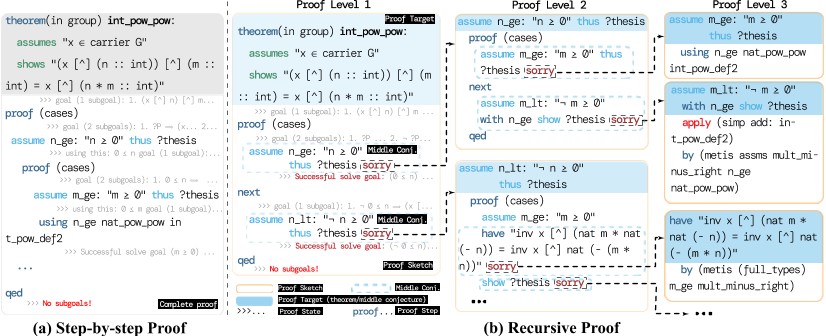 theorem(in group) int_pow_pow:
assumes "x ∈ carrier G"
shows "(x [^] (n :: int)) [^] (m ::
int) = x [^] (n * m :: int)"
>>> goal (1 subgoal): 1. (x [^] n) [^] m...
proof (cases)
>>> goal (2 subgoals): 1. ?P ⟹ (x... 2...
assume n_ge: "n ≥ 0" thus ?thesis
>>> using this: 0 ≤ n goal (1 subgoal):...
proof (cases)
>>> goal (2 subgoals): 1. 0 ≤ n ⟹ ...
assume m_ge: "m ≥ 0" thus ?thesis
>>> using this: 0 ≤ m goal (1 subgoal)...
using n_ge nat_pow_pow in
t_pow_def2
>>> Successful solve goal (m ≥ 0) ...
...
qed
>>> No subgoals!
Complete proof
(a) Step-by-step Proof
Proof Level 1
Proof Target
theorem(in group) int_pow_pow:
assumes "x ∈ carrier G"
shows "(x [^] (n :: int)) [^] (m
:: int) = x [^] (n * m :: int)"
>>> goal (1 subgoal): 1. (x [^] n) [^] m...
proof (cases)
>>> goal (2 subgoals): 1. ?P ... 2. ¬ ?P...
assume n_ge: "n ≥ 0" Middle Conj.
thus ?thesis sorry
>>> Successful solve goal: (0 ≤ n) ...
next
>>> goal (1 subgoal): 1. ¬ 0 ≤ n ⟹ (x ...
assume n_lt: "¬ n ≥ 0" Middle Conj.
thus ?thesis sorry
>>> Successful solve goal: (¬ 0 ≤ n)...
qed
>>> No subgoals!
Proof Sketch
Proof Sketch
Middle Conj.
Proof Target (theorem/middle conjecture)
>>>... Proof State
proof... Proof Step
Proof Level 2
assume n_ge: "n ≥ 0" thus ?thesis
proof (cases)
assume m_ge: "m ≥ 0" thus
?thesis sorry
next
assume m_lt: "¬ m ≥ 0"
with n_ge show ?thesis sorry
qed
assume n_lt: "¬ n ≥ 0"
thus ?thesis
proof (cases)
assume m_ge: "m ≥ 0"
have "inv x [^] (nat m *
nat (- n)) = inv x [^] nat (- (m *
n))" sorry
show ?thesis sorry
...
Proof Level 3
assume m_ge: "m ≥ 0"
thus ?thesis
using n_ge nat_pow_pow
int_pow_def2
assume m_lt: "¬ m ≥ 0"
with n_ge show ?thesis
apply (simp add: in-
t_pow_def2)
by (metis assms mult_mi-
nus_right n_ge
nat_pow_pow)
have "inv x [^] (nat m *
nat (- n)) = inv x [^] nat
(- (m * n))"
by (metis (full_types)
m_ge mult_minus_right)
...
(b) Recursive Proof